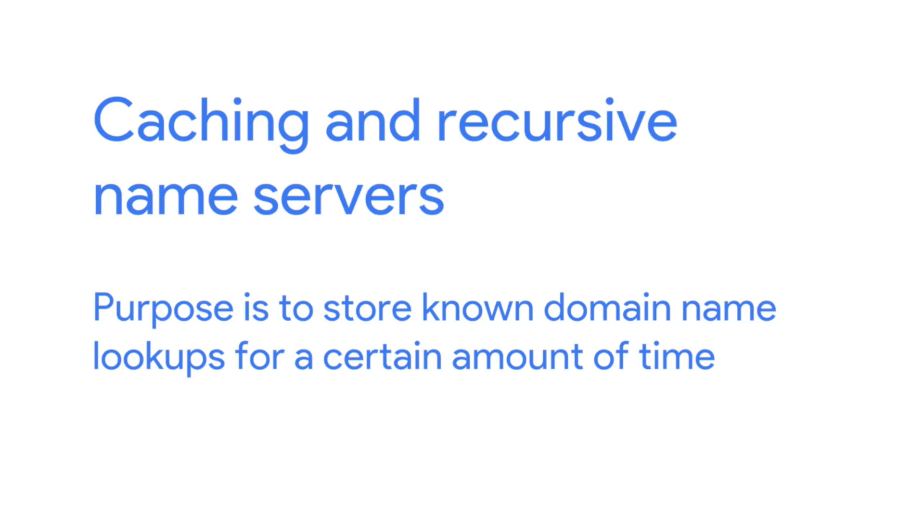 Caching and recursive
name servers
Purpose is to store known domain name
lookups for a certain amount of time